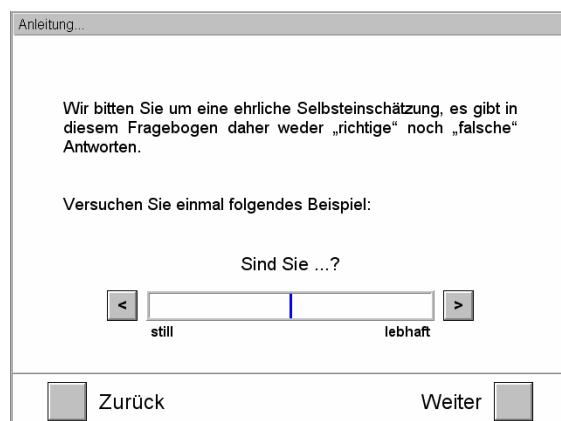 Anleitung...
Wir bitten Sie um eine ehrliche Selbsteinschätzung, es gibt in
diesem Fragebogen daher weder „richtige“ noch „falsche“
Antworten.
Versuchen Sie einmal folgendes Beispiel:
Sind Sie ...?
< >
still lebhaft
Zurück Weiter